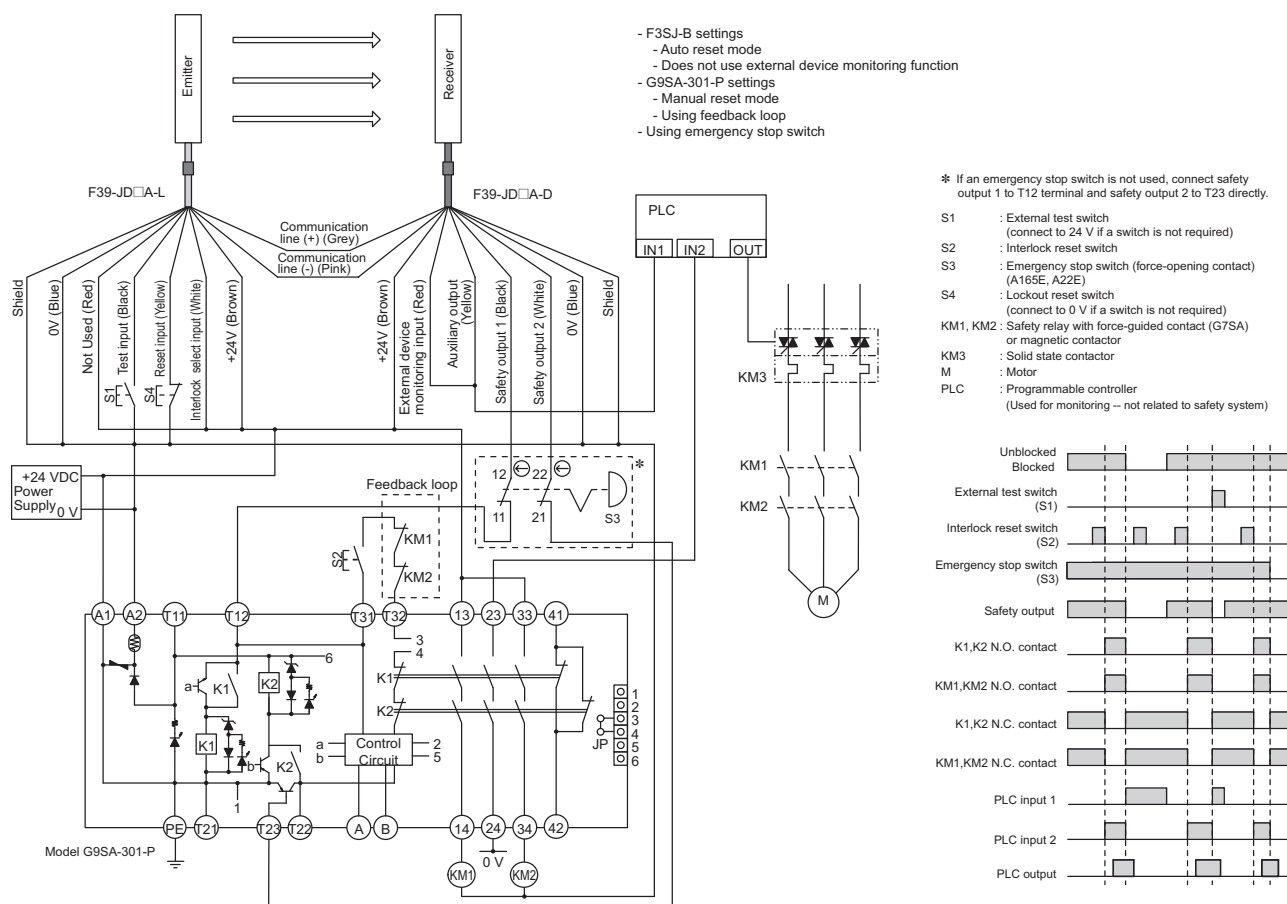 - F3SJ-B settings
- Auto reset mode
- Does not use external device monitoring function
- G9SA-301-P settings
- Manual reset mode
- Using feedback loop
- Using emergency stop switch
Emitter
Receiver
F39-JD□A-L
F39-JD□A-D
Communication
line (+) (Grey)
Communication
line (-) (Pink)
Shield
0V (Blue)
Not Used (Red)
Test input (Black)
Reset input (Yellow)
Interlock select input (White)
+24V (Brown)
+24V (Brown)
External device
monitoring input (Red)
Auxiliary output
(Yellow)
Safety output 1 (Black)
Safety output 2 (White)
0V (Blue)
Shield
S1
S4
PLC
IN1
IN2
OUT
KM3
KM1
KM2
M
+24 VDC
Power
Supply
0 V
Feedback loop
KM1
KM2
S2
12
22
11
21
S3
*
A1
A2
T11
T12
T31
T32
13
23
33
41
3
4
6
a
K1
K2
K1
K2
K1
b
K2
1
a
b
Control
Circuit
2
5
JP
1
2
3
4
5
6
PE
T21
T23
T22
A
B
14
24
34
42
Model G9SA-301-P
0 V
KM1
KM2
* If an emergency stop switch is not used, connect safety
output 1 to T12 terminal and safety output 2 to T23 directly.
S1 : External test switch
(connect to 24 V if a switch is not required)
S2 : Interlock reset switch
S3 : Emergency stop switch (force-opening contact)
(A165E, A22E)
S4 : Lockout reset switch
(connect to 0 V if a switch is not required)
KM1, KM2 : Safety relay with force-guided contact (G7SA)
or magnetic contactor
KM3 : Solid state contactor
M : Motor
PLC : Programmable controller
(Used for monitoring -- not related to safety system)
Unblocked
Blocked
External test switch
(S1)
Interlock reset switch
(S2)
Emergency stop switch
(S3)
Safety output
K1,K2 N.O. contact
KM1,KM2 N.O. contact
K1,K2 N.C. contact
KM1,KM2 N.C. contact
PLC input 1
PLC input 2
PLC output